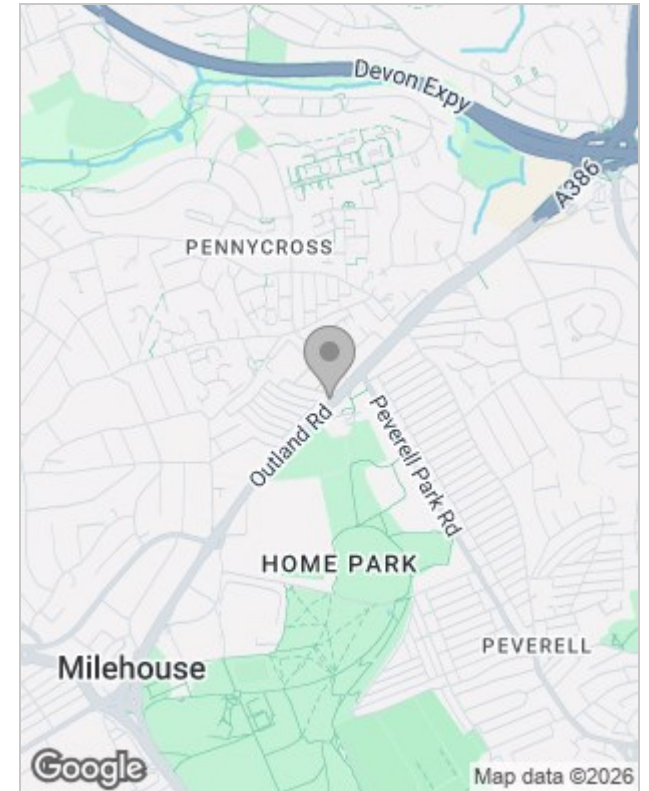 Devon Expy
A386
PENNYCROSS
Outland Rd
Peverell Park Rd
HOME PARK
PEVERELL
Milehouse
Google
Map data ©2026